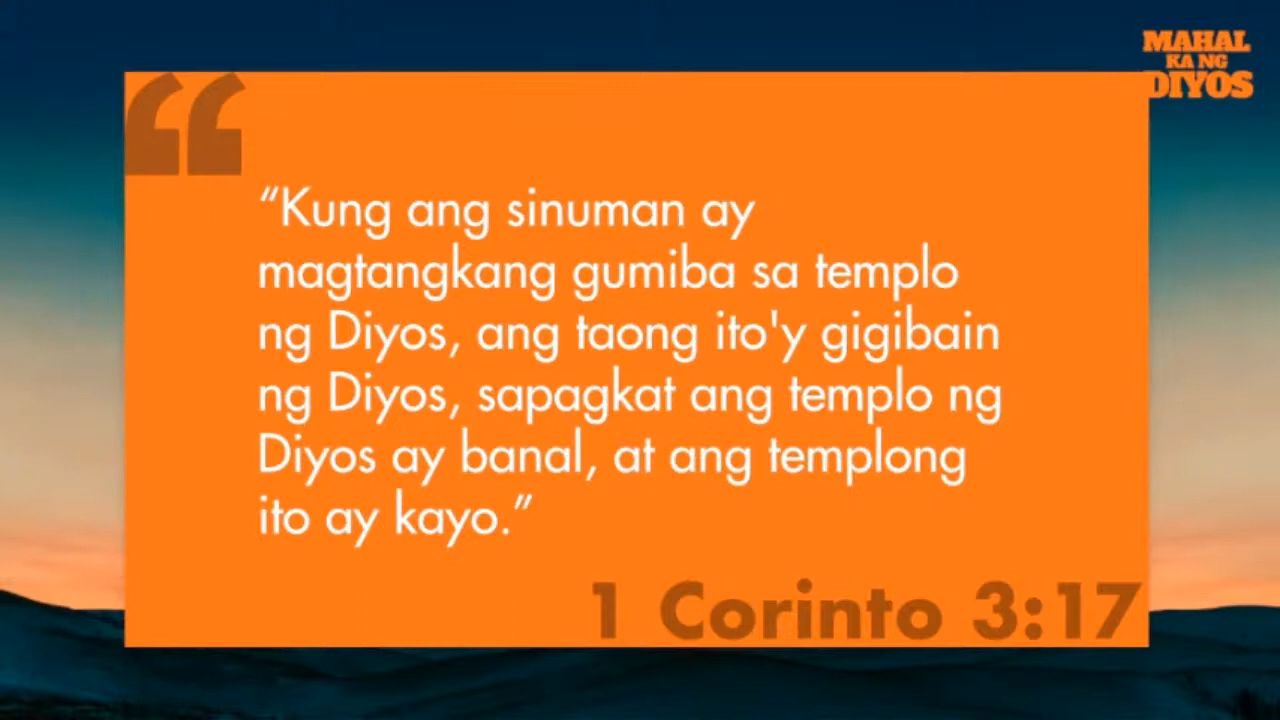 MAHAL
KA NG
DIYOS
“Kung ang sinuman ay
magtangkang gumiba sa templo
ng Diyos, ang taong ito'y gigibain
ng Diyos, sapagkat ang templo ng
Diyos ay banal, at ang templong
ito ay kayo.”
1 Corinto 3:17